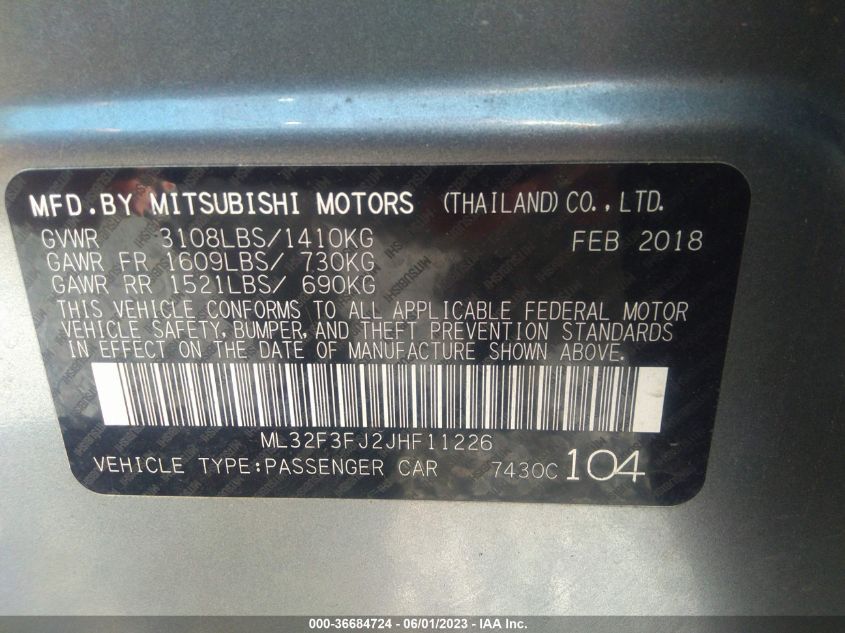 MFD.BY MITSUBISHI MOTORS (THAILAND) CO., LTD.
GVWR 3108LBS/1410KG FEB 2018
GAWR FR 1609LBS/ 730KG
GAWR RR 1521LBS/ 690KG
THIS VEHICLE CONFORMS TO ALL APPLICABLE FEDERAL MOTOR
VEHICLE SAFETY, BUMPER, AND THEFT PREVENTION STANDARDS
IN EFFECT ON THE DATE OF MANUFACTURE SHOWN ABOVE.
ML32F3FJ2JHF11226
VEHICLE TYPE:PASSENGER CAR 7430C 104
000-36684724 - 06/01/2023 - IAA Inc.